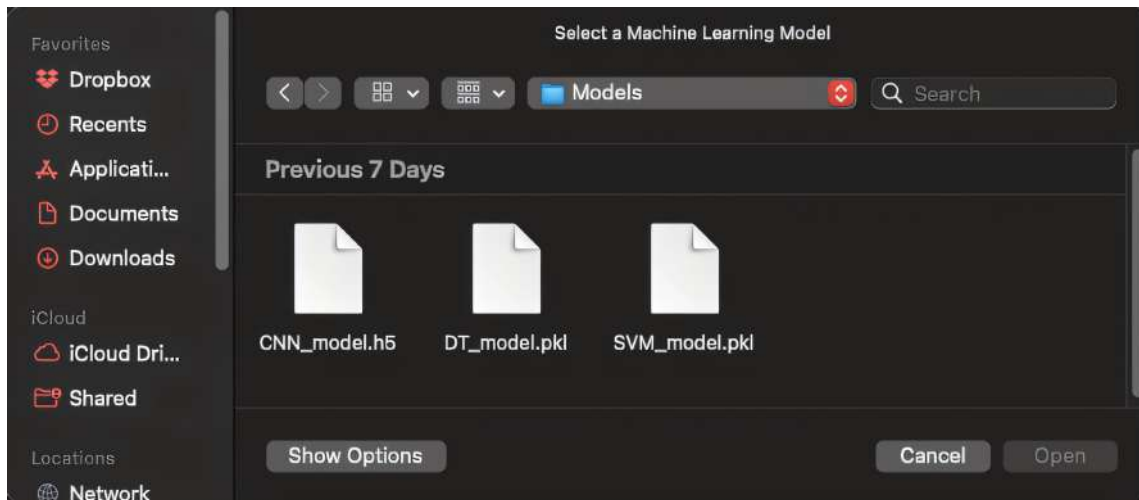 Select a Machine Learning Model
Favorites
Dropbox
Recents
Applicati...
Documents
Downloads
iCloud
iCloud Dri...
Shared
Locations
Network
Models
Search
Previous 7 Days
CNN_model.h5
DT_model.pkl
SVM_model.pkl
Show Options
Cancel
Open